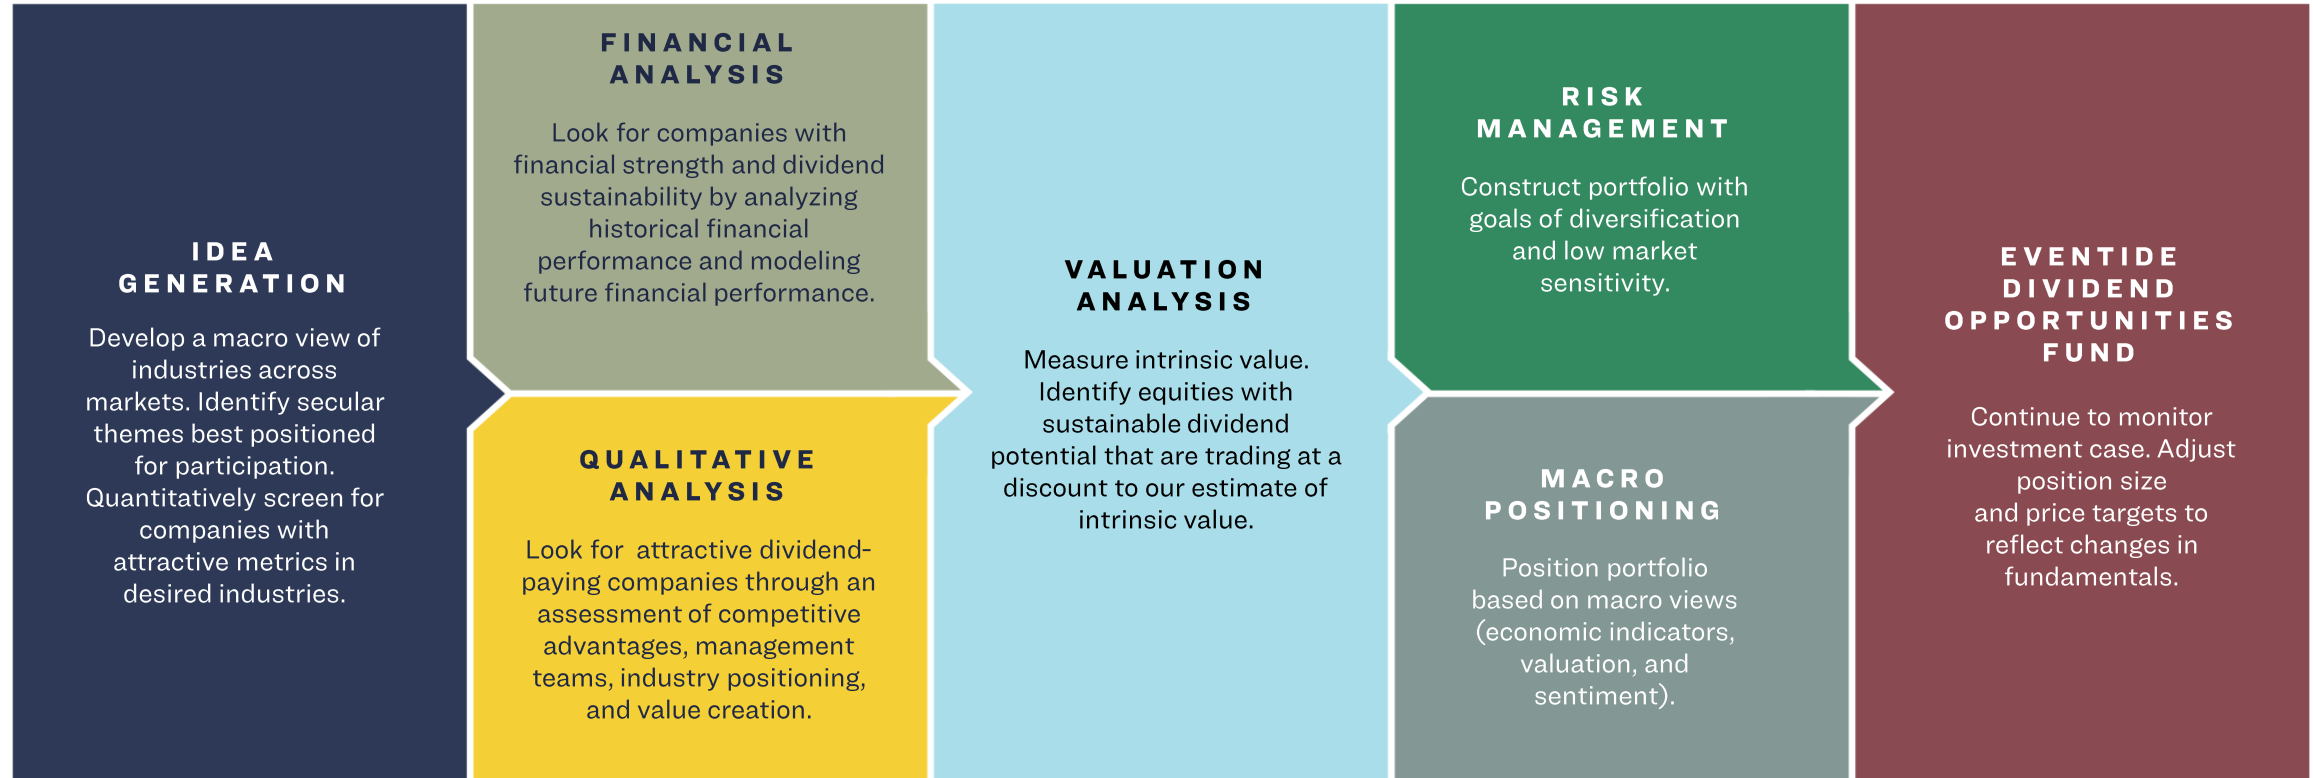 IDEA
GENERATION
Develop a macro view of
industries across
markets. Identify secular
themes best positioned
for participation.
Quantitatively screen for
companies with
attractive metrics in
desired industries.
FINANCIAL
ANALYSIS
Look for companies with
financial strength and dividend
sustainability by analyzing
historical financial
performance and modeling
future financial performance.
QUALITATIVE
ANALYSIS
Look for attractive dividend-
paying companies through an
assessment of competitive
advantages, management
teams, industry positioning,
and value creation.
VALUATION
ANALYSIS
Measure intrinsic value.
Identify equities with
sustainable dividend
potential that are trading at a
discount to our estimate of
intrinsic value.
RISK
MANAGEMENT
Construct portfolio with
goals of diversification
and low market
sensitivity.
MACRO
POSITIONING
Position portfolio
based on macro views
(economic indicators,
valuation, and
sentiment).
EVENTIDE
DIVIDEND
OPPORTUNITIES
FUND
Continue to monitor
investment case. Adjust
position size
and price targets to
reflect changes in
fundamentals.